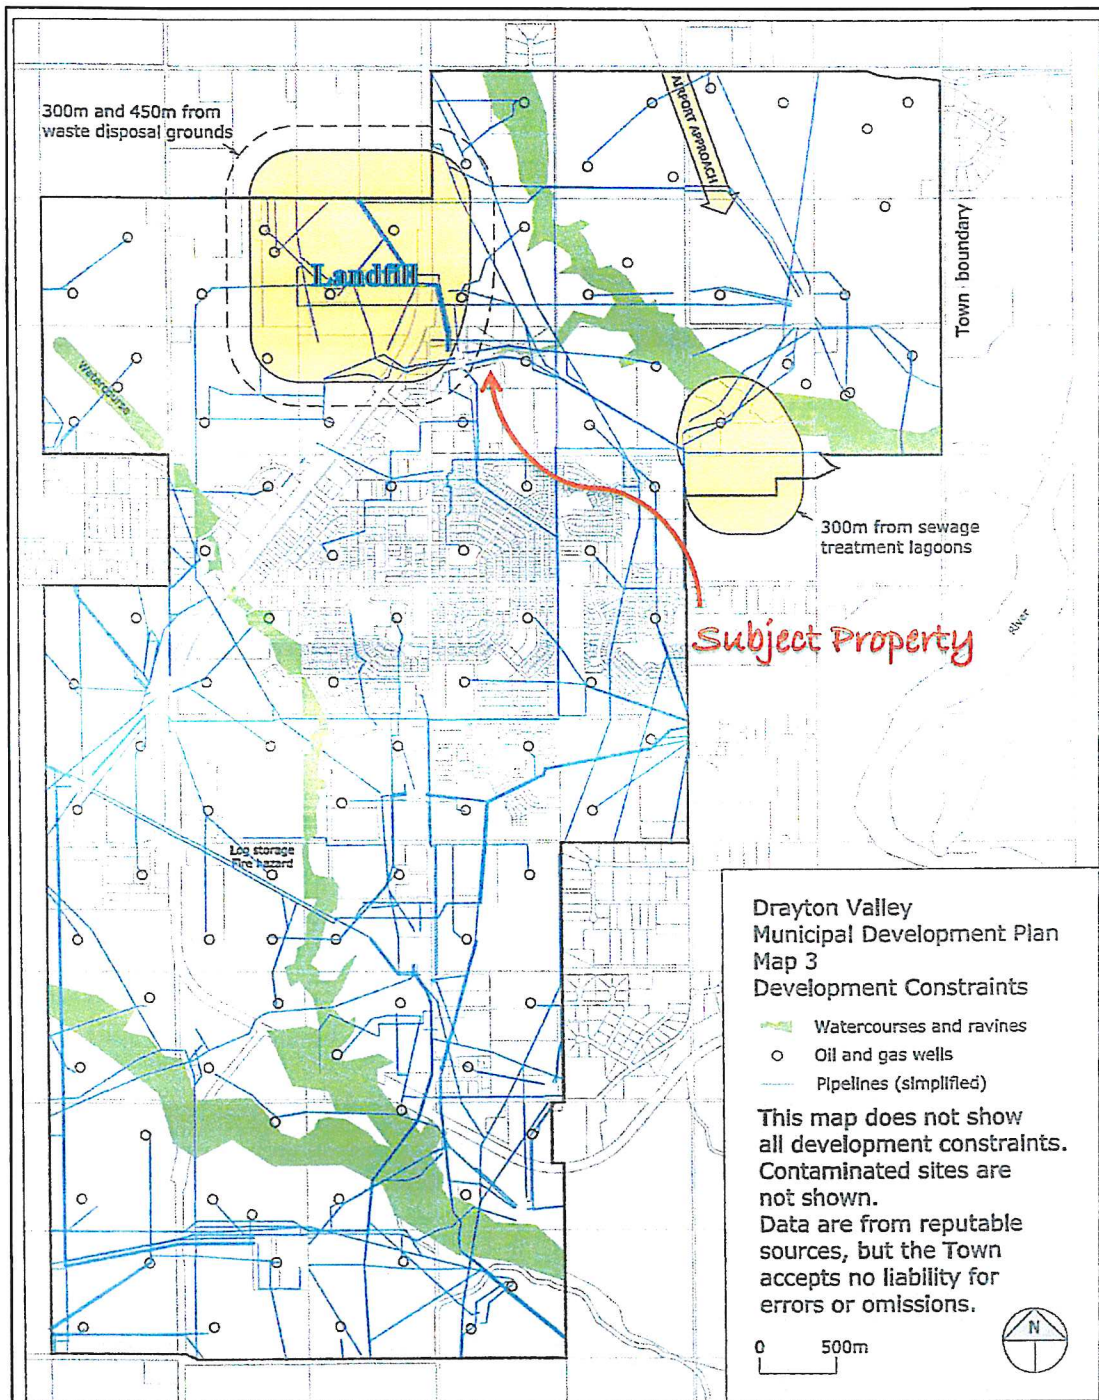 300m and 450m from
waste disposal grounds
AIRPORT APPROACH
Landfill
Town boundary
Watercourse
300m from sewage
treatment lagoons
River
Subject Property
Log storage
Fire hazard
Drayton Valley
Municipal Development Plan
Map 3
Development Constraints
Watercourses and ravines
Oil and gas wells
Pipelines (simplified)
This map does not show
all development constraints.
Contaminated sites are
not shown.
Data are from reputable
sources, but the Town
accepts no liability for
errors or omissions.
0 500m
N